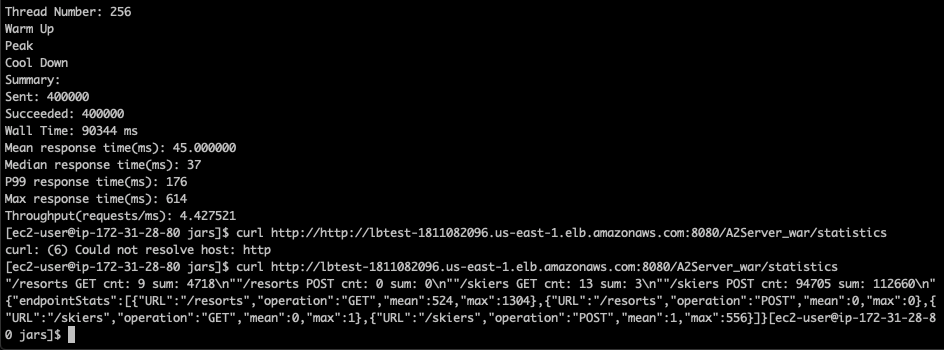 Thread Number: 256
Warm Up
Peak
Cool Down
Summary:
Sent: 400000
Succeeded: 400000
Wall Time: 90344 ms
Mean response time(ms): 45.000000
Median response time(ms): 37
P99 response time(ms): 176
Max response time(ms): 614
Throughput(requests/ms): 4.427521
[ec2-user@ip-172-31-28-80 jars]$ curl http://http://lbtest-1811082096.us-east-1.elb.amazonaws.com:8080/A2Server_war/statistics
curl: (6) Could not resolve host: http
[ec2-user@ip-172-31-28-80 jars]$ curl http://lbtest-1811082096.us-east-1.elb.amazonaws.com:8080/A2Server_war/statistics
"/resorts GET cnt: 9 sum: 4718\n""/resorts POST cnt: 0 sum: 0\n""/skiers GET cnt: 13 sum: 3\n""/skiers POST cnt: 94705 sum: 112660\n"
{"endpointStats":[{"URL":"/resorts","operation":"GET","mean":524,"max":1304},{"URL":"/resorts","operation":"POST","mean":0,"max":0},{
"URL":"/skiers","operation":"GET","mean":0,"max":1},{"URL":"/skiers","operation":"POST","mean":1,"max":556}]}[ec2-user@ip-172-31-28-8
0 jars]$